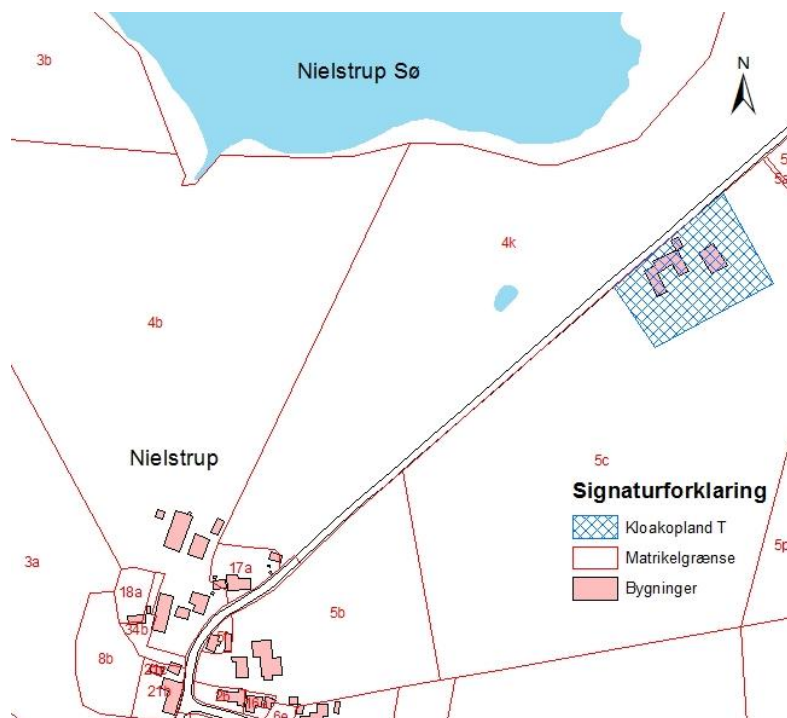 3b
Nielstrup Sø
N
5
5a
4k
4b
Nielstrup
5c
Signaturforklaring
Kloakopland T
Matrikelgrænse
Bygninger
5p
3a
17a
18a
34b
5b
8b
2b
6e